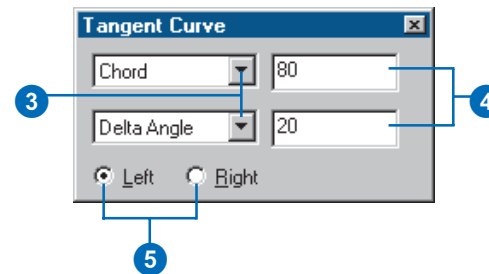 Tangent Curve
Chord 80
3
4
Delta Angle 20
Left Right
5